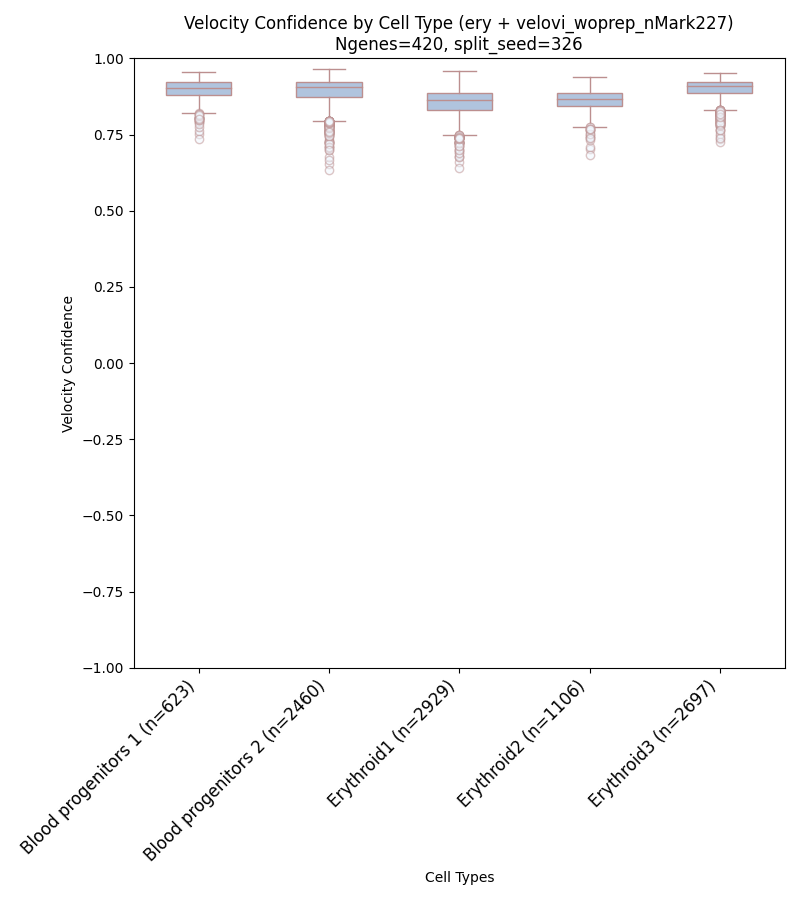 Velocity Confidence by Cell Type (ery + velovi_woprep_nMark227)
Ngenes=420, split_seed=326
1.00
0.75
0.50
0.25
0.00
−0.25
−0.50
−0.75
−1.00
Velocity Confidence
Blood progenitors 1 (n=623)
Blood progenitors 2 (n=2460)
Erythroid1 (n=2929)
Erythroid2 (n=1106)
Erythroid3 (n=2697)
Cell Types